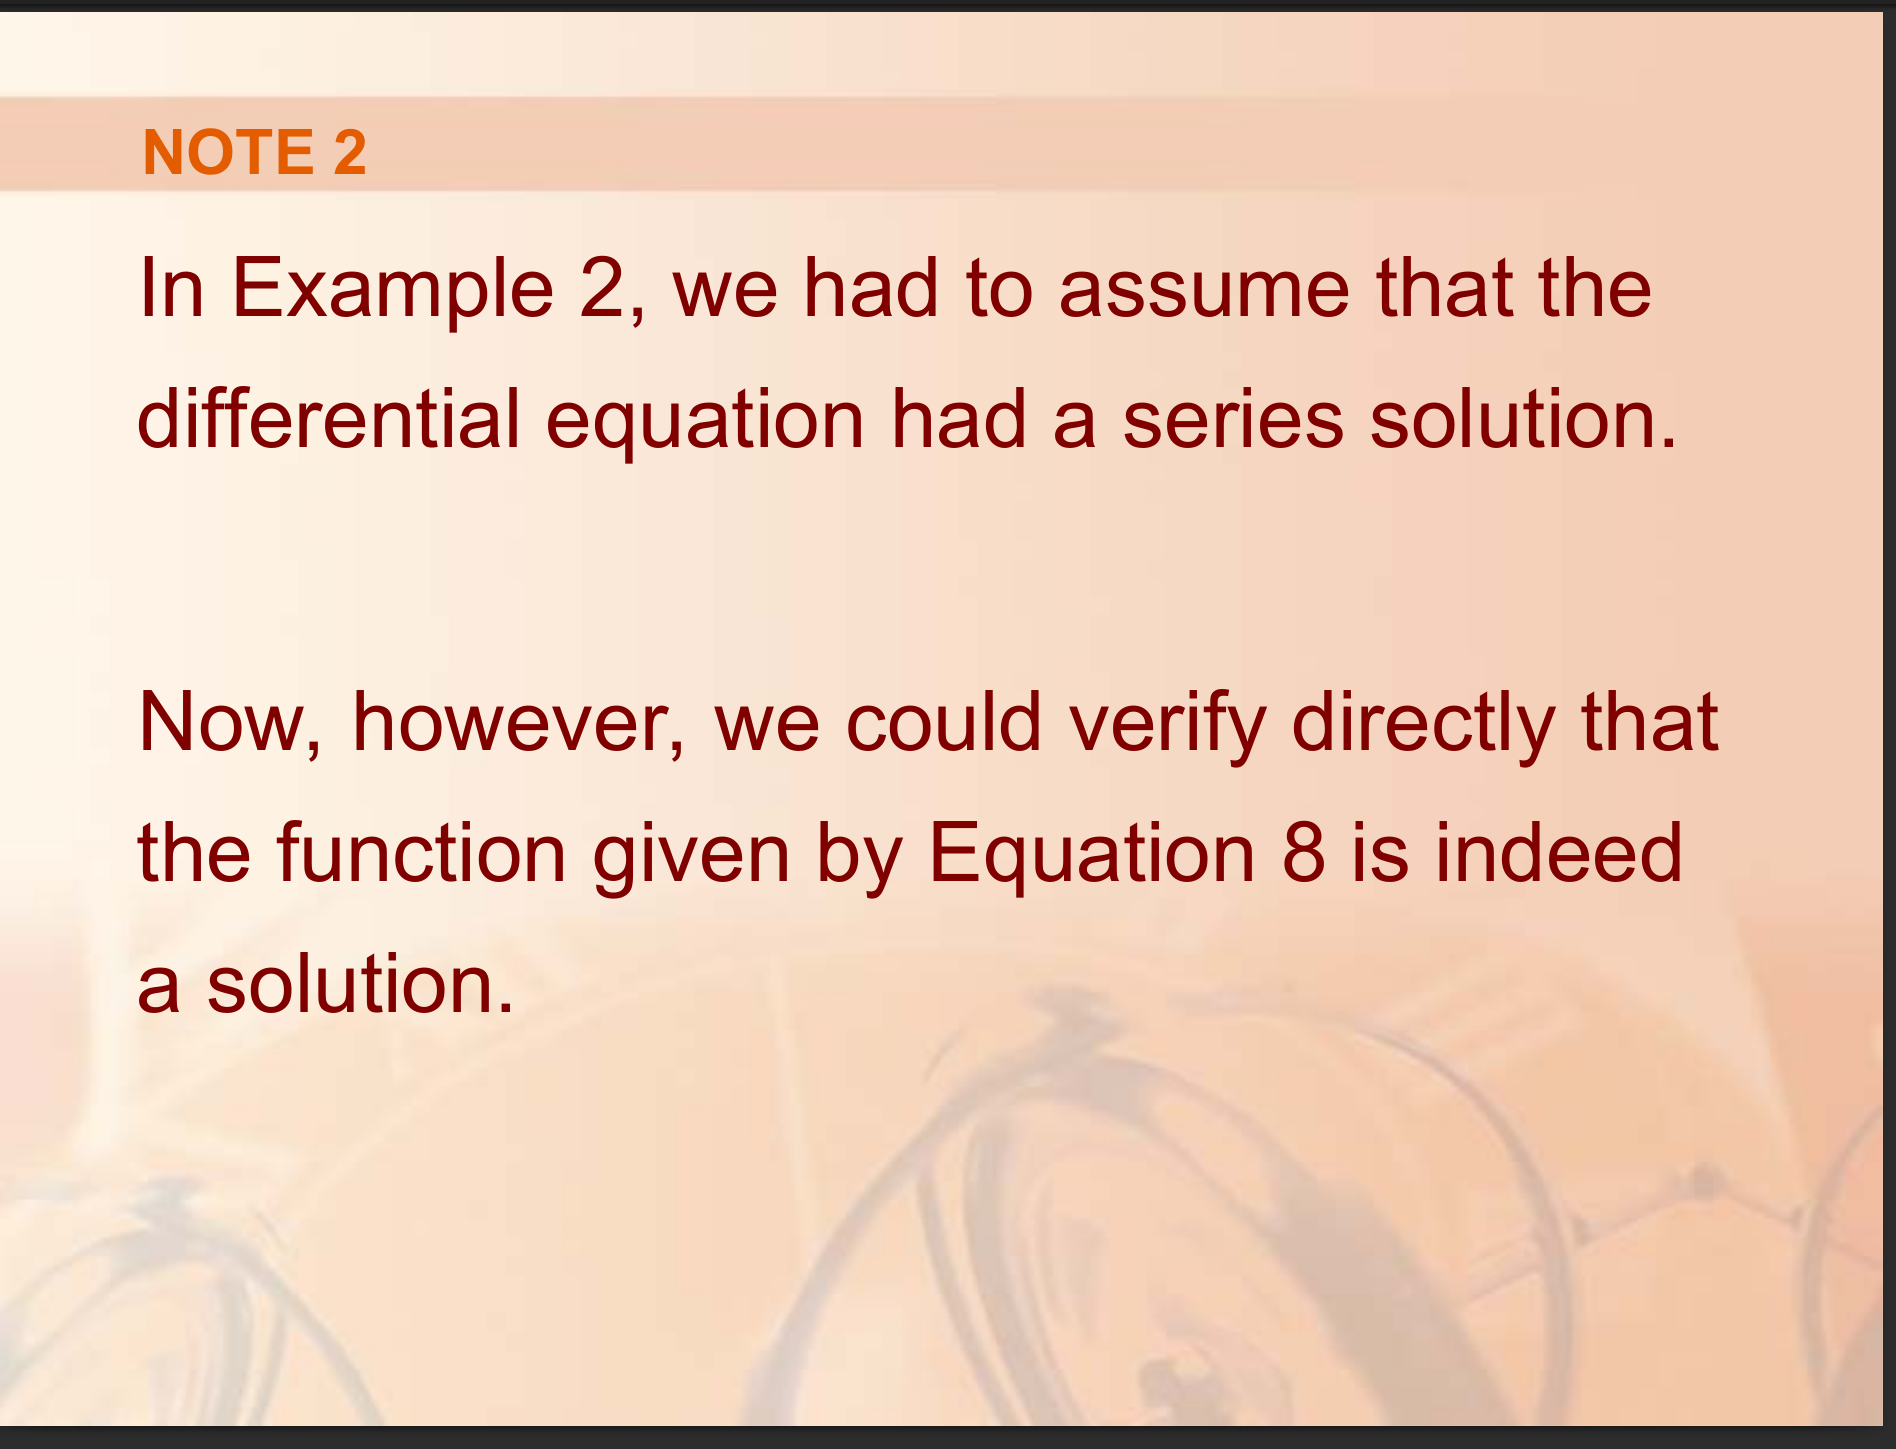 NOTE 2
In Example 2, we had to assume that the
differential equation had a series solution.
Now, however, we could verify directly that
the function given by Equation 8 is indeed
a solution.